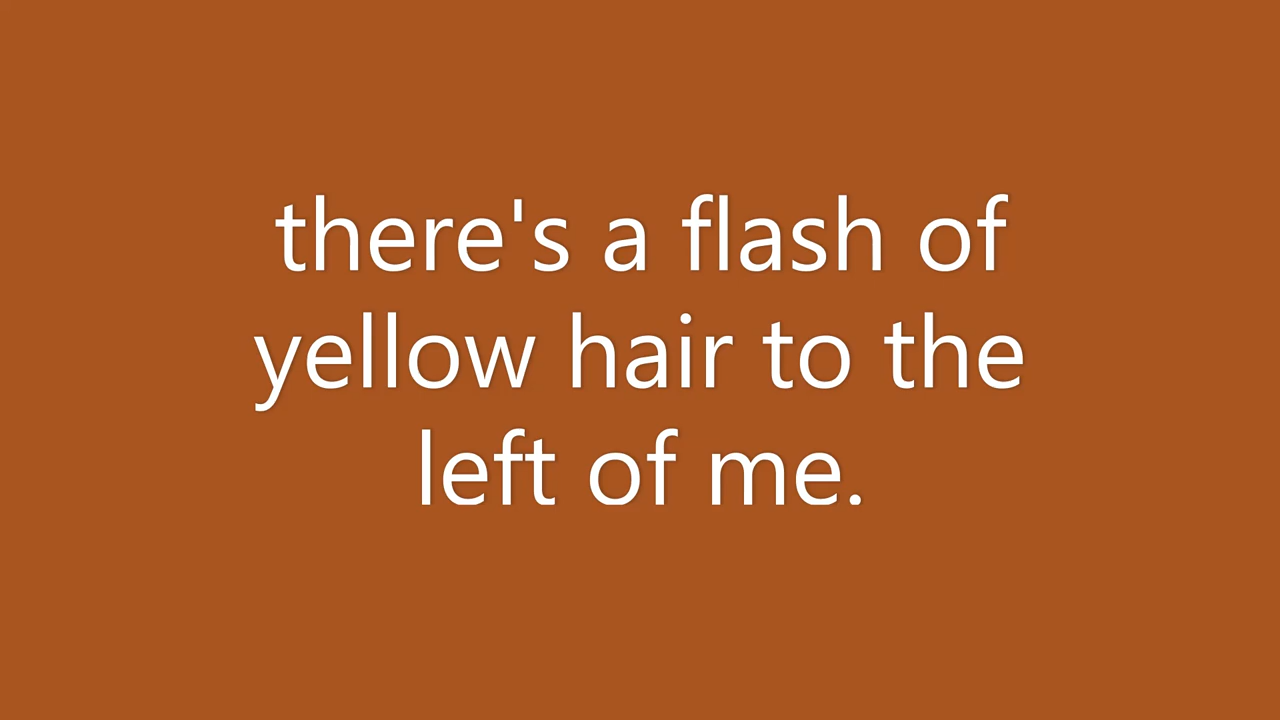 there's a flash of
yellow hair to the
left of me.